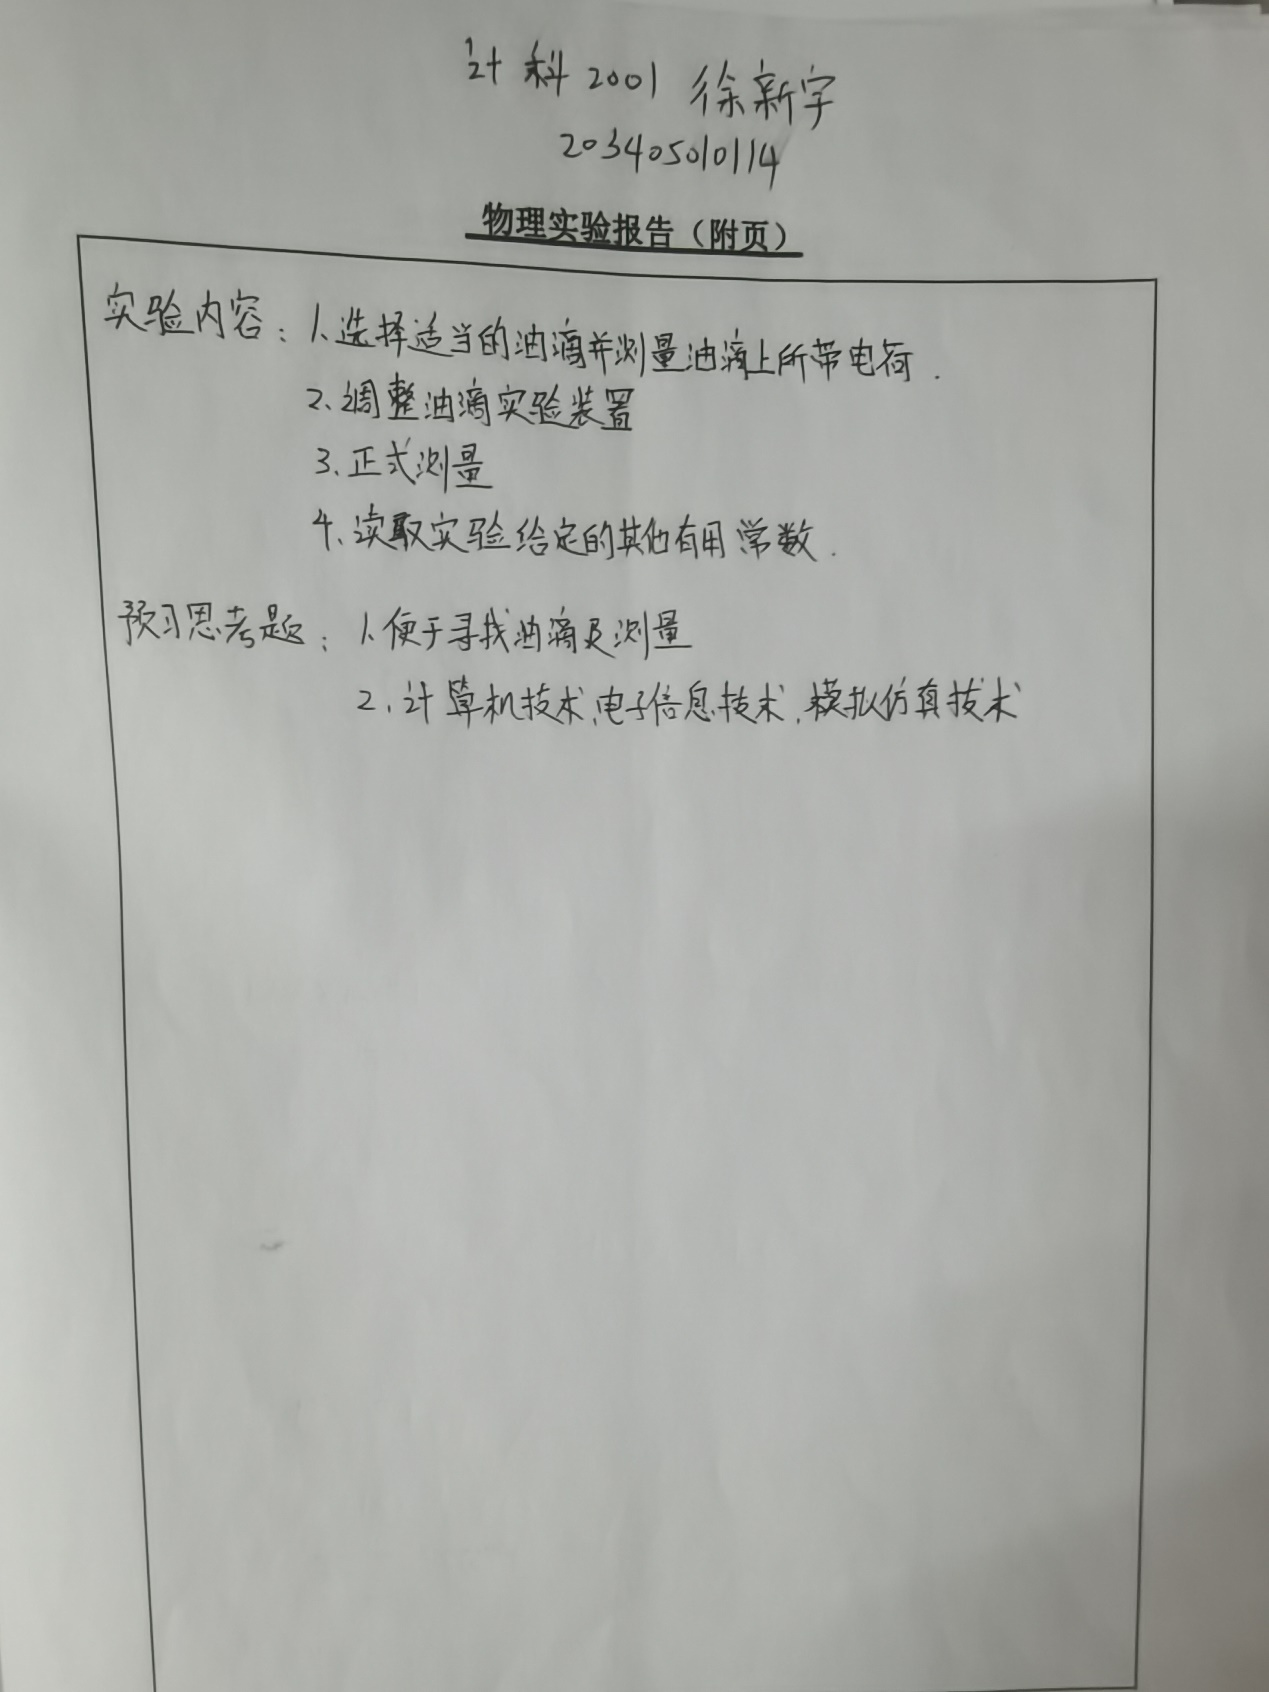 计科2001 徐新宇
203405010114
物理实验报告（附页）
实验内容：1.选择适当的油滴并测量油滴上所带电荷.
2.调整油滴实验装置
3.正式测量
4.读取实验给定的其他有用常数.
预习思考题：1.便于寻找油滴及测量
2.计算机技术、电子信息技术、模拟仿真技术